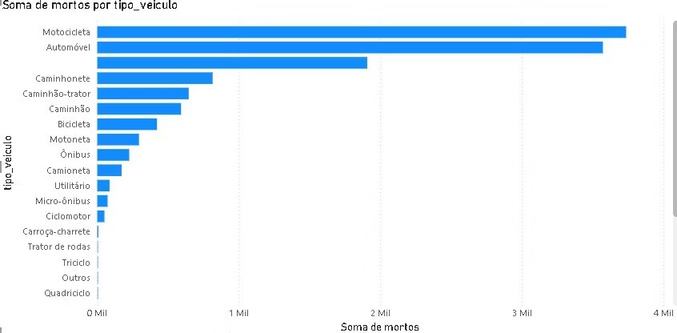 Soma de mortos por tipo_veiculo
tipo_veiculo
Motocicleta
Automóvel
Caminhonete
Caminhão-trator
Caminhão
Bicicleta
Motoneta
Ônibus
Camioneta
Utilitário
Micro-ônibus
Ciclomotor
Carroça-charrete
Trator de rodas
Triciclo
Outros
Quadriciclo
0 Mil 1 Mil 2 Mil 3 Mil 4 Mil
Soma de mortos